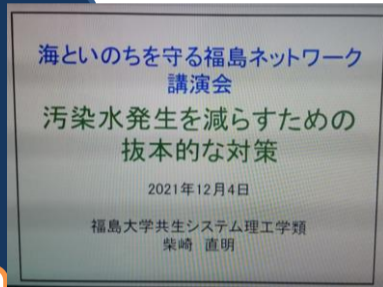 海といのちを守る福島ネットワーク
講演会
汚染水発生を減らすための
抜本的な対策
2021年12月4日
福島大学共生システム理工学類
柴崎 直明